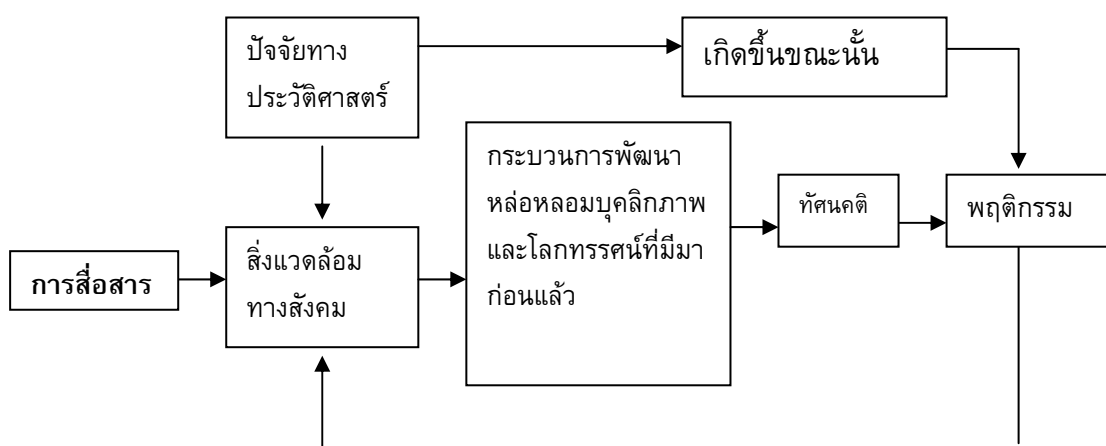 ปัจจัยทาง
ประวัติศาสตร์
เกิดขึ้นขณะนั้น
กระบวนการพัฒนา
หล่อหลอมบุคลิกภาพ
และโลกทรรศน์ที่มีมา
ก่อนแล้ว
ทัศนคติ
พฤติกรรม
สิ่งแวดล้อม
ทางสังคม
การสื่อสาร